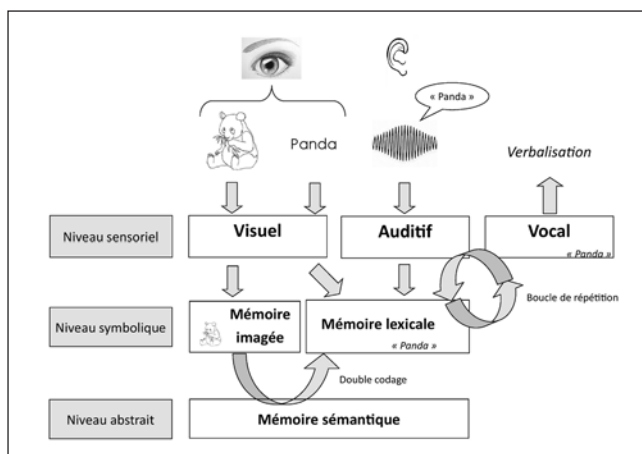 « Panda »
Panda
Verbalisation
Niveau sensoriel
Visuel
Auditif
Vocal
« Panda »
Boucle de répétition
Niveau symbolique
Mémoire
imagée
Mémoire lexicale
« Panda »
Double codage
Niveau abstrait
Mémoire sémantique